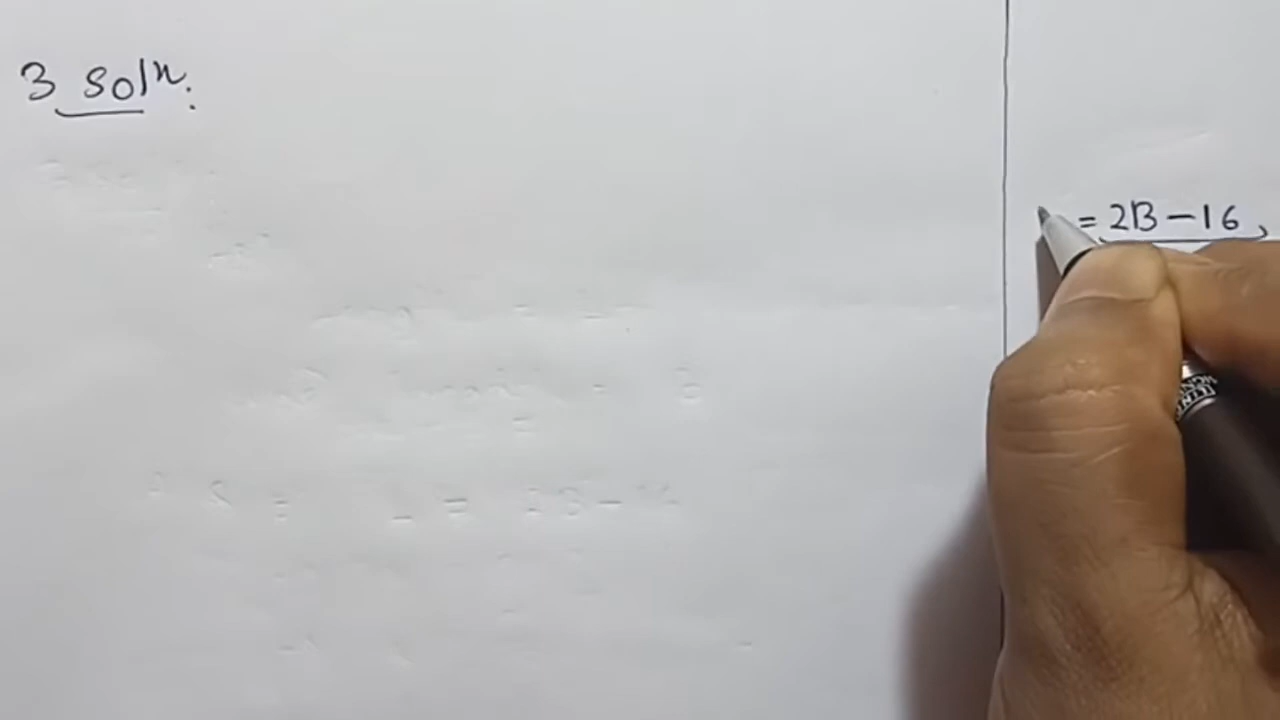 3 soln.
= 2B - 16